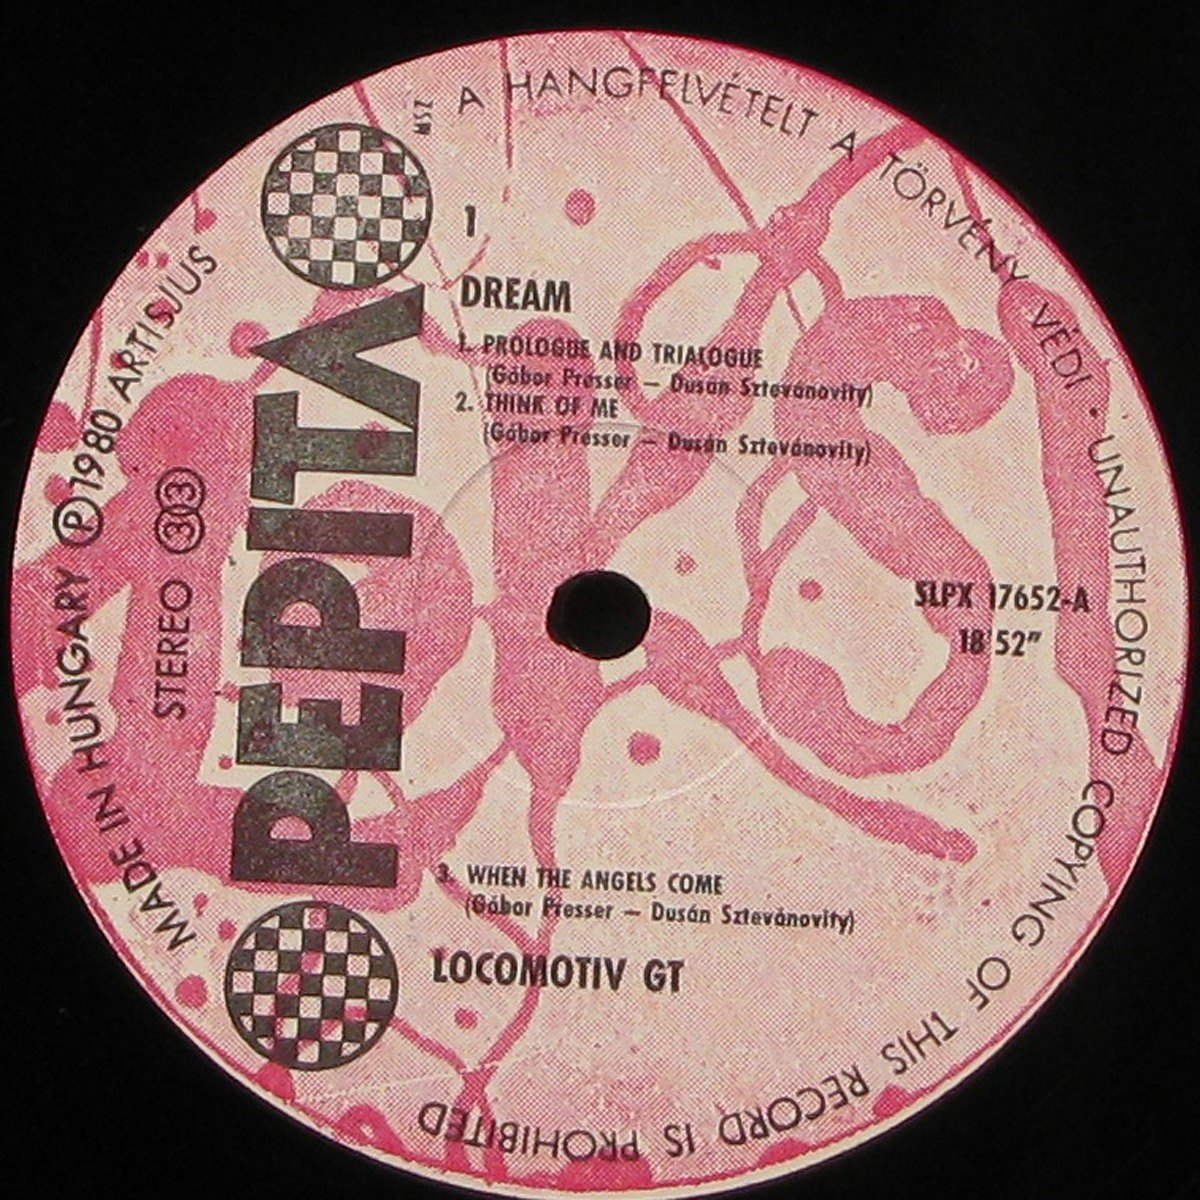 A HANGFELVÉTELT A TÖRVÉNY VÉDI • UNAUTHORIZED COPYING OF THIS RECORD IS PROHIBITED
MADE IN HUNGARY Ⓟ 1980 ARTISJUS
STEREO 33
PEPITA
MSZ
1
DREAM
1. PROLOGUE AND TRIALOGUE
(Gábor Presser — Dusán Sztevánovity)
2. THINK OF ME
(Gábor Presser — Dusán Sztevánovity)
SLPX 17652-A
18'52"
3. WHEN THE ANGELS COME
(Gábor Presser — Dusán Sztevánovity)
LOCOMOTIV GT